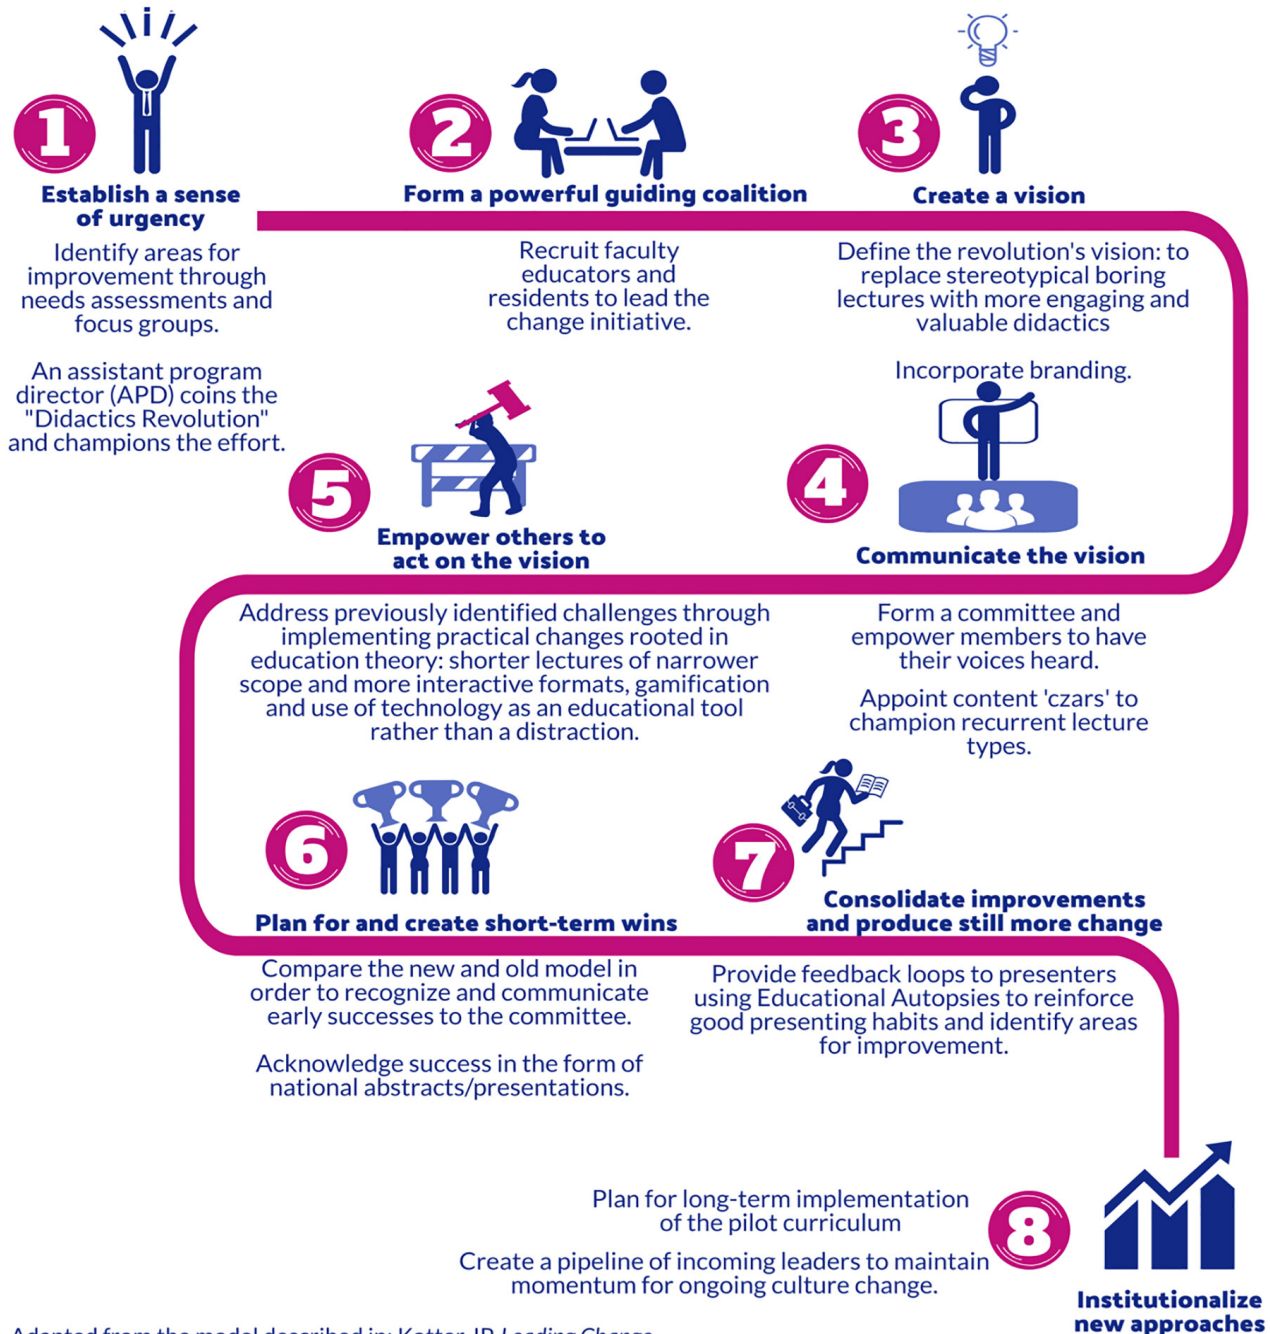 1
Establish a sense
of urgency
Identify areas for
improvement through
needs assessments and
focus groups.
An assistant program
director (APD) coins the
"Didactics Revolution"
and champions the effort.
2
Form a powerful guiding coalition
Recruit faculty
educators and
residents to lead the
change initiative.
3
Create a vision
Define the revolution's vision: to
replace stereotypical boring
lectures with more engaging and
valuable didactics
Incorporate branding.
4
Communicate the vision
Form a committee and
empower members to have
their voices heard.
Appoint content 'czars' to
champion recurrent lecture
types.
5
Empower others to
act on the vision
Address previously identified challenges through
implementing practical changes rooted in
education theory: shorter lectures of narrower
scope and more interactive formats, gamification
and use of technology as an educational tool
rather than a distraction.
6
Plan for and create short-term wins
Compare the new and old model in
order to recognize and communicate
early successes to the committee.
Acknowledge success in the form of
national abstracts/presentations.
7
Consolidate improvements
and produce still more change
Provide feedback loops to presenters
using Educational Autopsies to reinforce
good presenting habits and identify areas
for improvement.
8
Institutionalize
new approaches
Plan for long-term implementation
of the pilot curriculum
Create a pipeline of incoming leaders to maintain
momentum for ongoing culture change.
Adapted from the model described in: Kotter JP. Leading Change